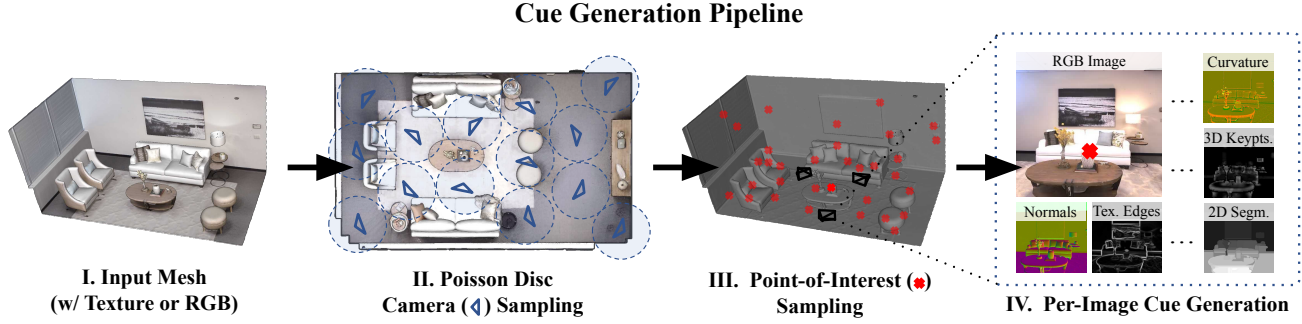 Cue Generation Pipeline
I. Input Mesh
(w/ Texture or RGB)
II. Poisson Disc
Camera ( ) Sampling
III. Point-of-Interest ( )
Sampling
RGB Image
Curvature
...
3D Keypts.
Normals
Tex. Edges
...
2D Segm.
IV. Per-Image Cue Generation